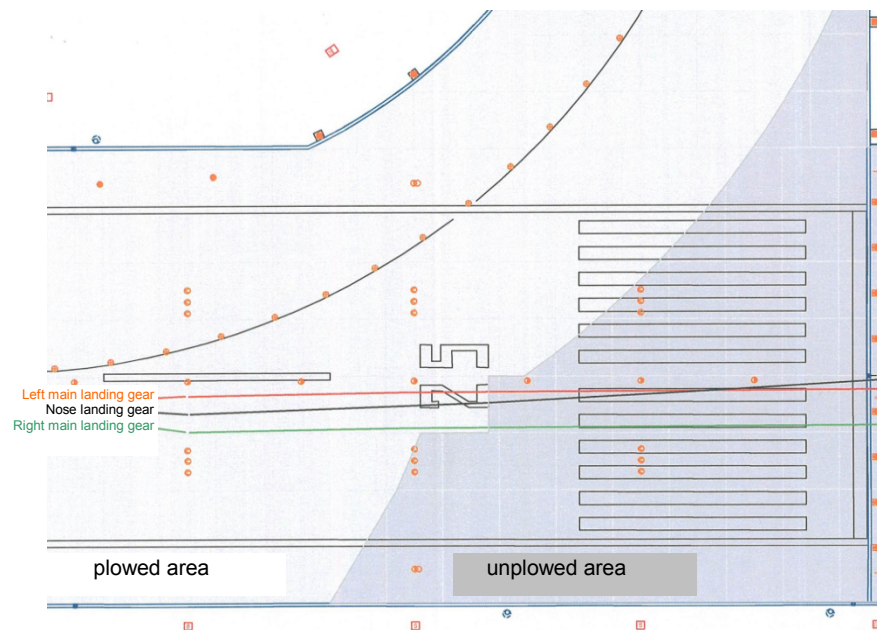 Left main landing gear
Nose landing gear
Right main landing gear
plowed area
unplowed area